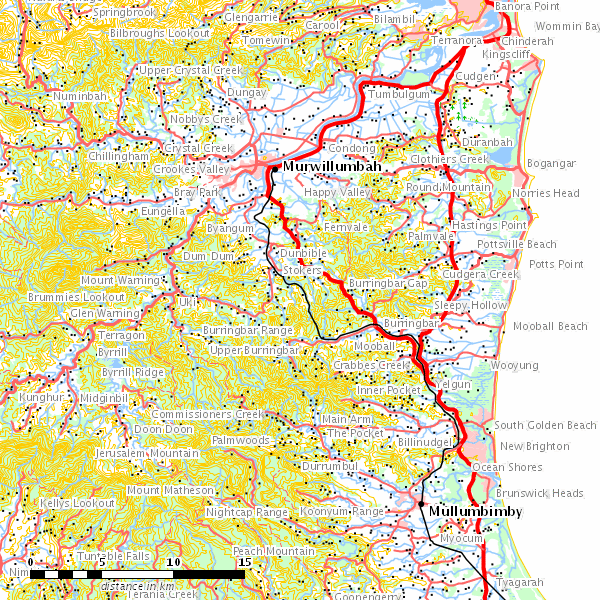 Banora Point
Springbrook
Glengarrie
Bilambil
Wommin Bay
Carool
Bilbroughs Lookout
Tomewin
Terranora
Chinderah
Kingscliff
Upper Crystal Creek
Cudgen
Numinbah
Dungay
Tumbulgum
Nobbys Creek
Duranbah
Crystal Creek
Condong
Chillingham
Clothiers Creek
Crookes Valley
Murwillumbah
Bogangar
Bray Park
Happy Valley
Round Mountain
Norries Head
Eungella
Byangum
Fernvale
Hastings Point
Palmvale
Pottsville Beach
Dum Dum
Dunbible
Stokers
Potts Point
Mount Warning
Cudgera Creek
Burringbar Gap
Brummies Lookout
Uki
Sleepy Hollow
Glen Warning
Burringbar
Mooball Beach
Burringbar Range
Terragon
Mooball
Byrrill
Upper Burringbar
Crabbes Creek
Wooyung
Byrrill Ridge
Yelgun
Inner Pocket
Kunghur
Midginbil
Commissioners Creek
Main Arm
South Golden Beach
Doon Doon
The Pocket
Palmwoods
Billinudgel
New Brighton
Jerusalem Mountain
Durrumbul
Ocean Shores
Mount Matheson
Brunswick Heads
Kellys Lookout
Nightcap Range
Koonyum Range
Mullumbimby
Myocum
Peach Mountain
Tuntable Falls
0 5 10 15
Nim
Tyagarah
distance in km
Terania Creek
Goonengerry